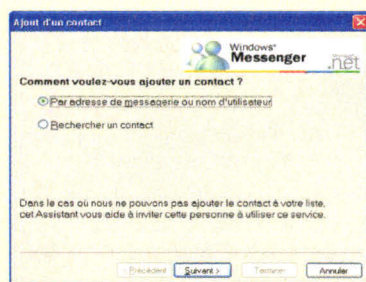 Ajout d'un contact
Windows®
Messenger
.net
Comment voulez-vous ajouter un contact ?
Par adresse de messagerie ou nom d'utilisateur
Rechercher un contact
Dans le cas où nous ne pouvons pas ajouter le contact à votre liste,
cet Assistant vous aide à inviter cette personne à utiliser ce service.
< Précédent Suivant > Terminer Annuler